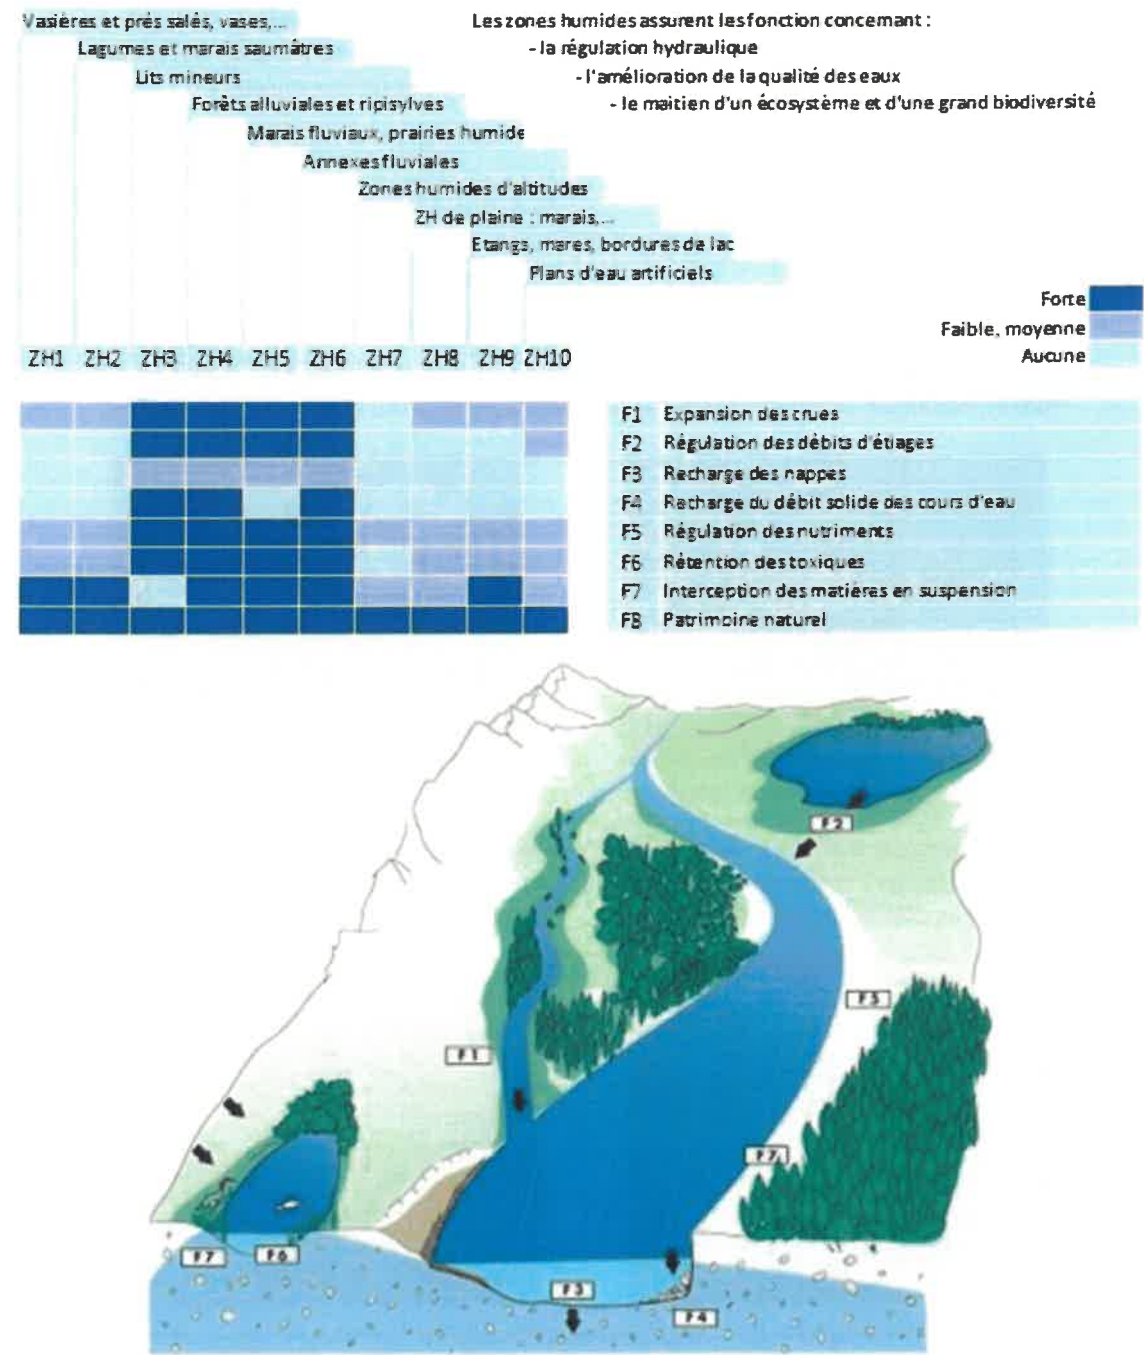 Vasières et prés salés, vases,...
Lagumes et marais saumâtres
Lits mineurs
Forêts alluviales et ripisylves
Marais fluviaux, prairies humide
Annexes fluviales
Zones humides d'altitudes
ZH de plaine : marais,...
Etangs, mares, bordures de lac
Plans d'eau artificiels
Les zones humides assurent les fonction concernant :
- la régulation hydraulique
- l'amélioration de la qualité des eaux
- le maitien d'un écosystème et d'une grand biodiversité
Forte
Faible, moyenne
Aucune
ZH1 ZH2 ZH3 ZH4 ZH5 ZH6 ZH7 ZH8 ZH9 ZH10
F1 Expansion des crues
F2 Régulation des débits d'étiages
F3 Recharge des nappes
F4 Recharge du débit solide des cours d'eau
F5 Régulation des nutriments
F6 Rétention des toxiques
F7 Interception des matières en suspension
F8 Patrimoine naturel
F2
F5
F1
F7
F7
F6
F3
F4